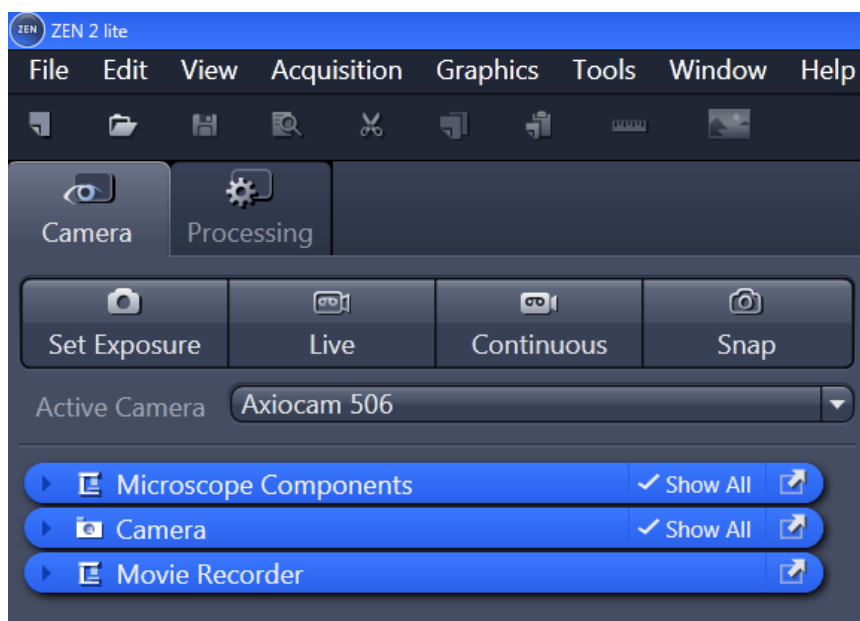 ZEN ZEN 2 lite
File Edit View Acquisition Graphics Tools Window Help
Camera Processing
Set Exposure Live Continuous Snap
Active Camera Axiocam 506
Microscope Components Show All
Camera Show All
Movie Recorder